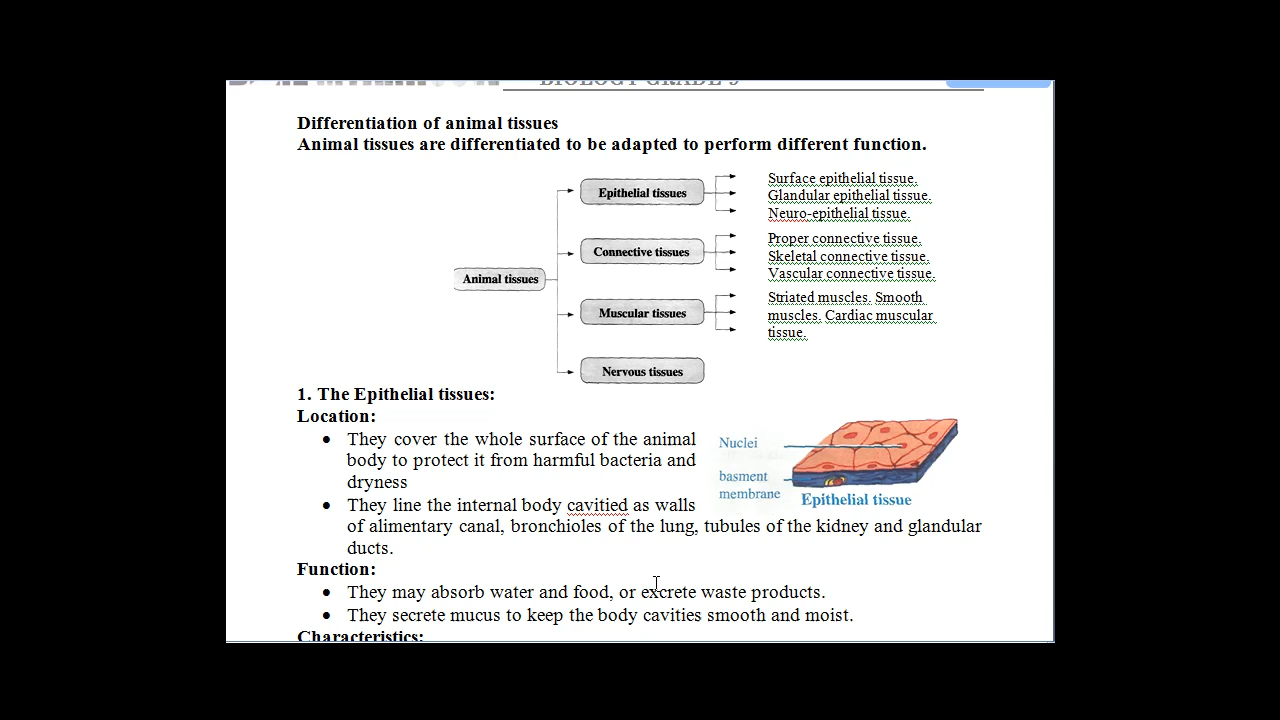 BIOLOGY GRADE 9
Differentiation of animal tissues
Animal tissues are differentiated to be adapted to perform different function.
Animal tissues
Epithelial tissues
Surface epithelial tissue.
Glandular epithelial tissue.
Neuro-epithelial tissue.
Connective tissues
Proper connective tissue.
Skeletal connective tissue.
Vascular connective tissue.
Muscular tissues
Striated muscles. Smooth
muscles. Cardiac muscular
tissue.
Nervous tissues
1. The Epithelial tissues:
Location:
• They cover the whole surface of the animal
body to protect it from harmful bacteria and
dryness
• They line the internal body cavitied as walls
of alimentary canal, bronchioles of the lung, tubules of the kidney and glandular
ducts.
Nuclei
basment
membrane
Epithelial tissue
Function:
• They may absorb water and food, or excrete waste products.
• They secrete mucus to keep the body cavities smooth and moist.
Characteristics: